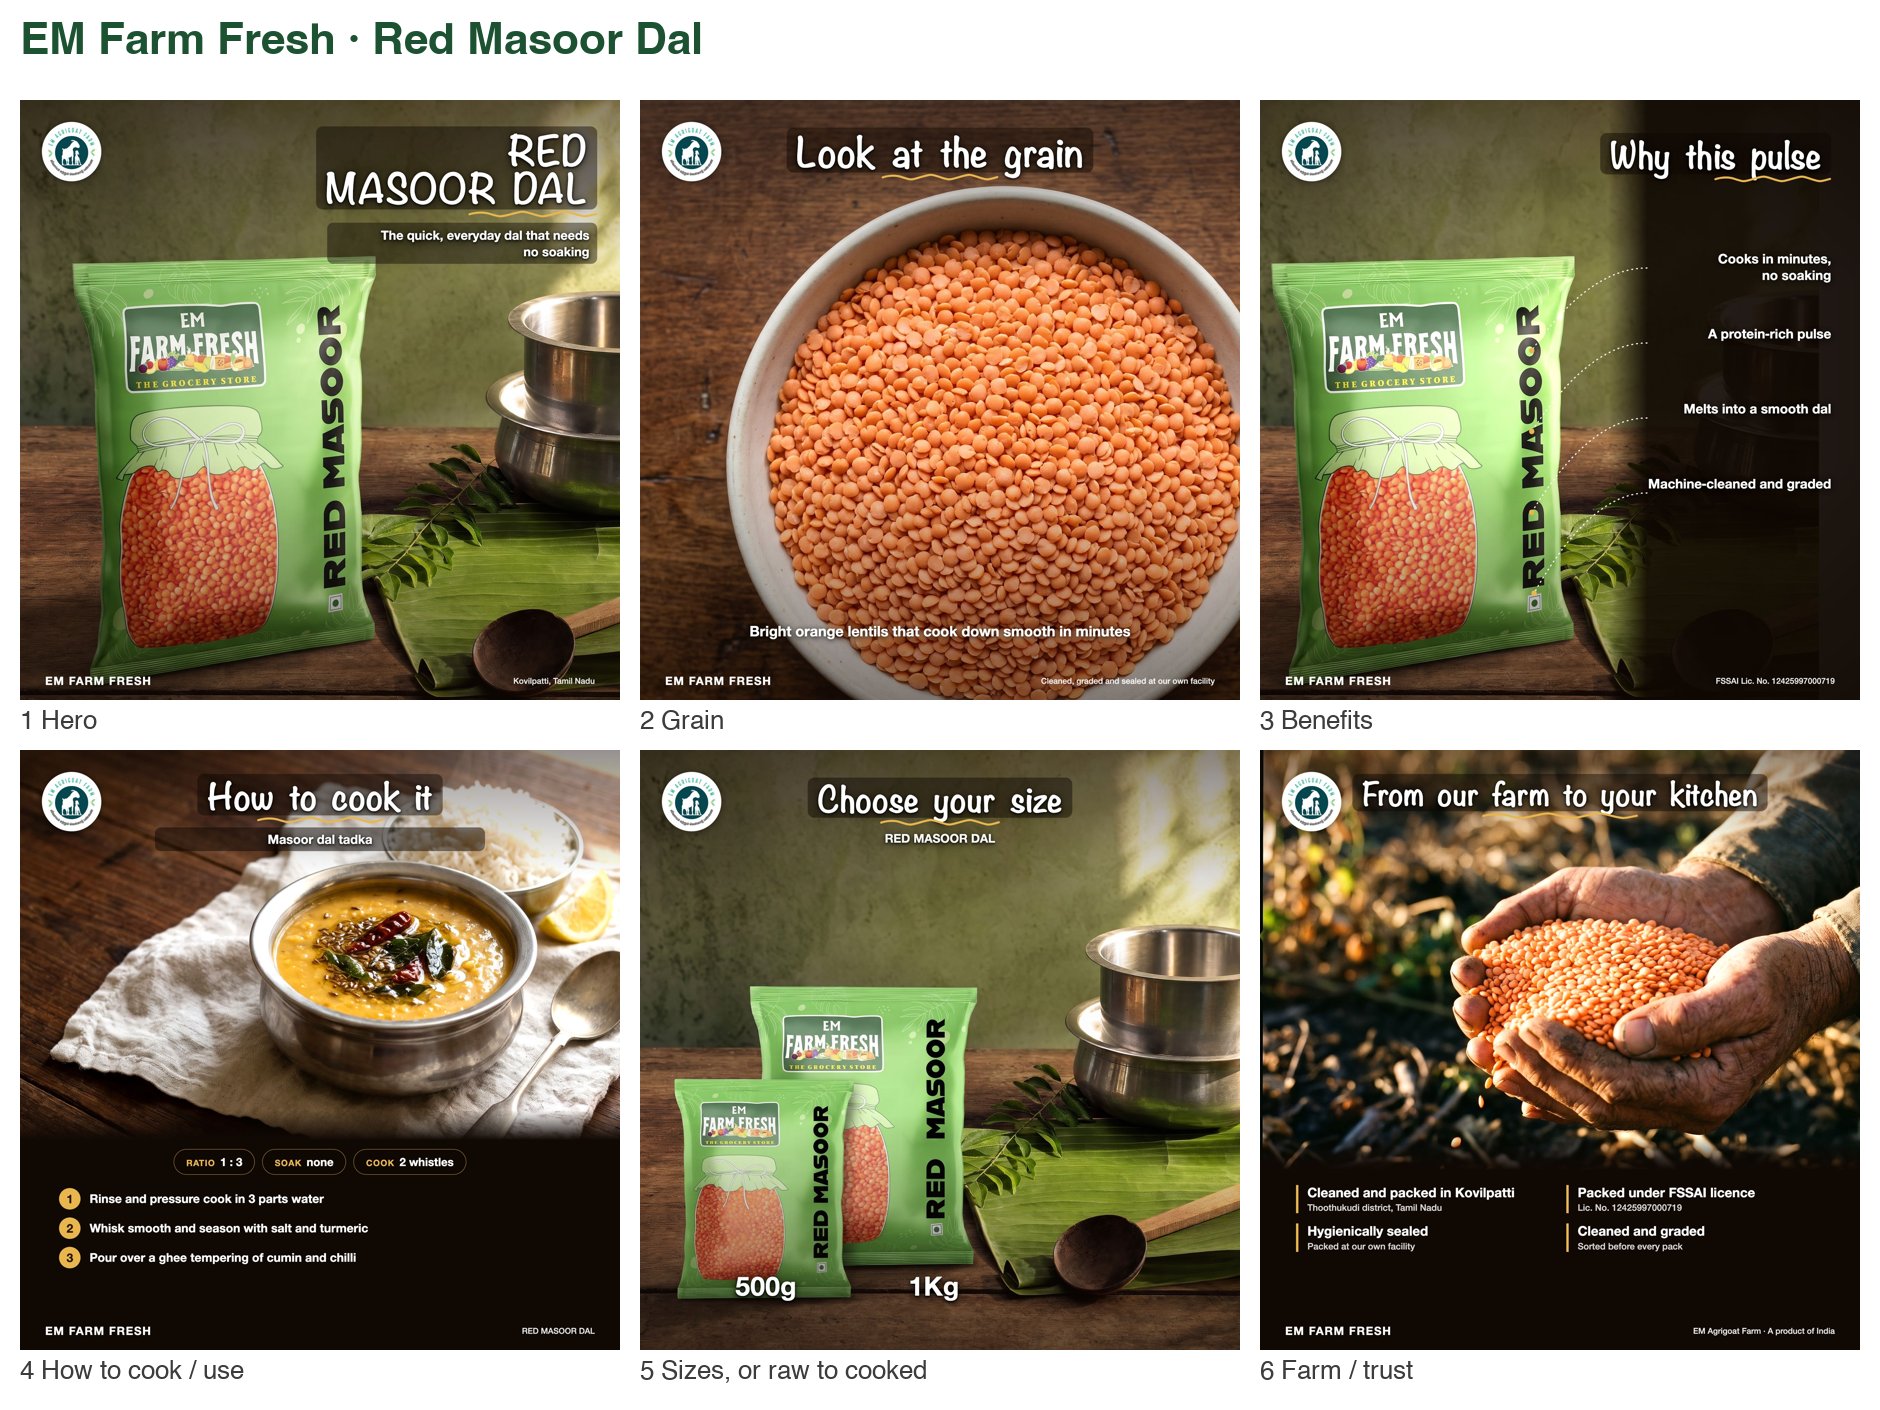 EM Farm Fresh · Red Masoor Dal
RED
MASOOR DAL
The quick, everyday dal that needs
no soaking
EM
FARM FRESH
THE GROCERY STORE
RED MASOOR
EM FARM FRESH
Kovilpatti, Tamil Nadu
1 Hero
Look at the grain
Bright orange lentils that cook down smooth in minutes
EM FARM FRESH
Cleaned, graded and sealed at our own facility
2 Grain
Why this pulse
Cooks in minutes,
no soaking
A protein-rich pulse
Melts into a smooth dal
Machine-cleaned and graded
EM
FARM FRESH
THE GROCERY STORE
RED MASOOR
EM FARM FRESH
FSSAI Lic. No. 12425997000719
3 Benefits
How to cook it
Masoor dal tadka
RATIO 1 : 3
SOAK none
COOK 2 whistles
1 Rinse and pressure cook in 3 parts water
2 Whisk smooth and season with salt and turmeric
3 Pour over a ghee tempering of cumin and chilli
EM FARM FRESH
RED MASOOR DAL
4 How to cook / use
Choose your size
RED MASOOR DAL
EM
FARM FRESH
THE GROCERY STORE
RED MASOOR
EM
FARM FRESH
THE GROCERY STORE
RED MASOOR
500g
1Kg
5 Sizes, or raw to cooked
From our farm to your kitchen
Cleaned and packed in Kovilpatti
Thoothukudi district, Tamil Nadu
Packed under FSSAI licence
Lic. No. 12425997000719
Hygienically sealed
Packed at our own facility
Cleaned and graded
Sorted before every pack
EM FARM FRESH
EM Agrigoat Farm · A product of India
6 Farm / trust